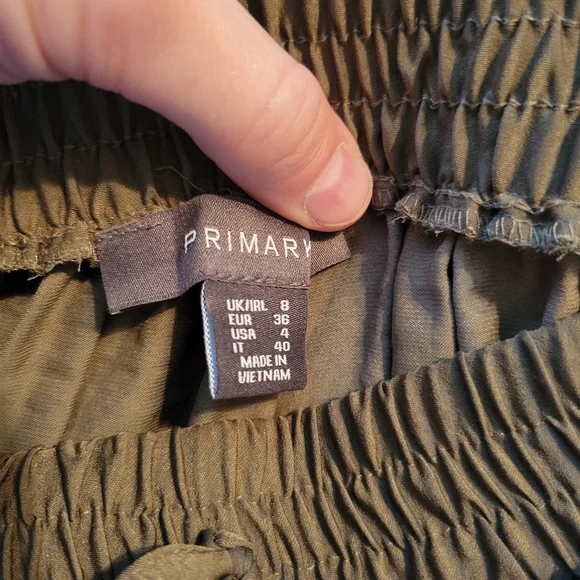 PRIMARK
UK/IRL 8
EUR 36
USA 4
IT 40
MADE IN
VIETNAM